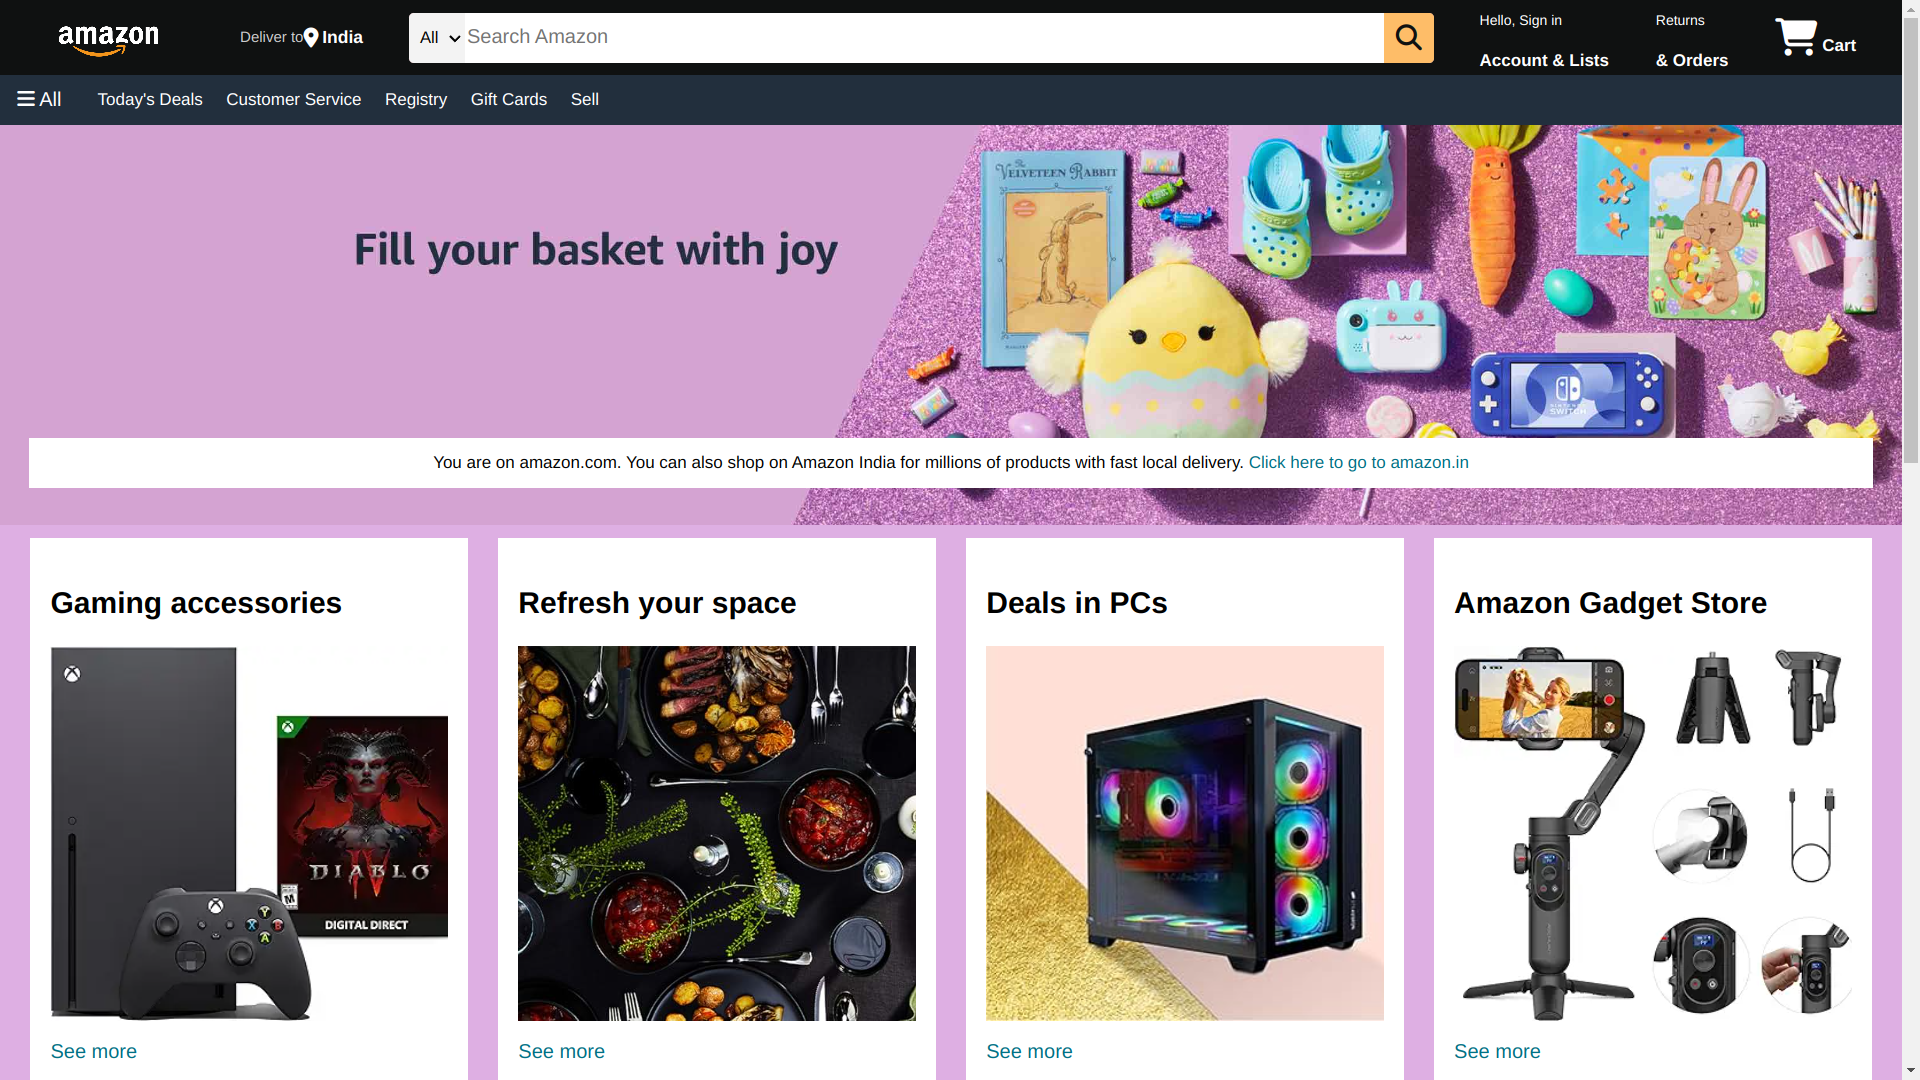 amazon
Deliver to India
All
Search Amazon
Hello, Sign in
Account & Lists
Returns
& Orders
Cart
All
Today's Deals
Customer Service
Registry
Gift Cards
Sell
Fill your basket with joy
The
VELVETEEN RABBIT
NINTENDO
SWITCH
You are on amazon.com. You can also shop on Amazon India for millions of products with fast local delivery. Click here to go to amazon.in
Gaming accessories
Refresh your space
Deals in PCs
Amazon Gadget Store
DIABLO
IV
M
DIGITAL DIRECT
Y
X
B
A
See more
See more
See more
See more